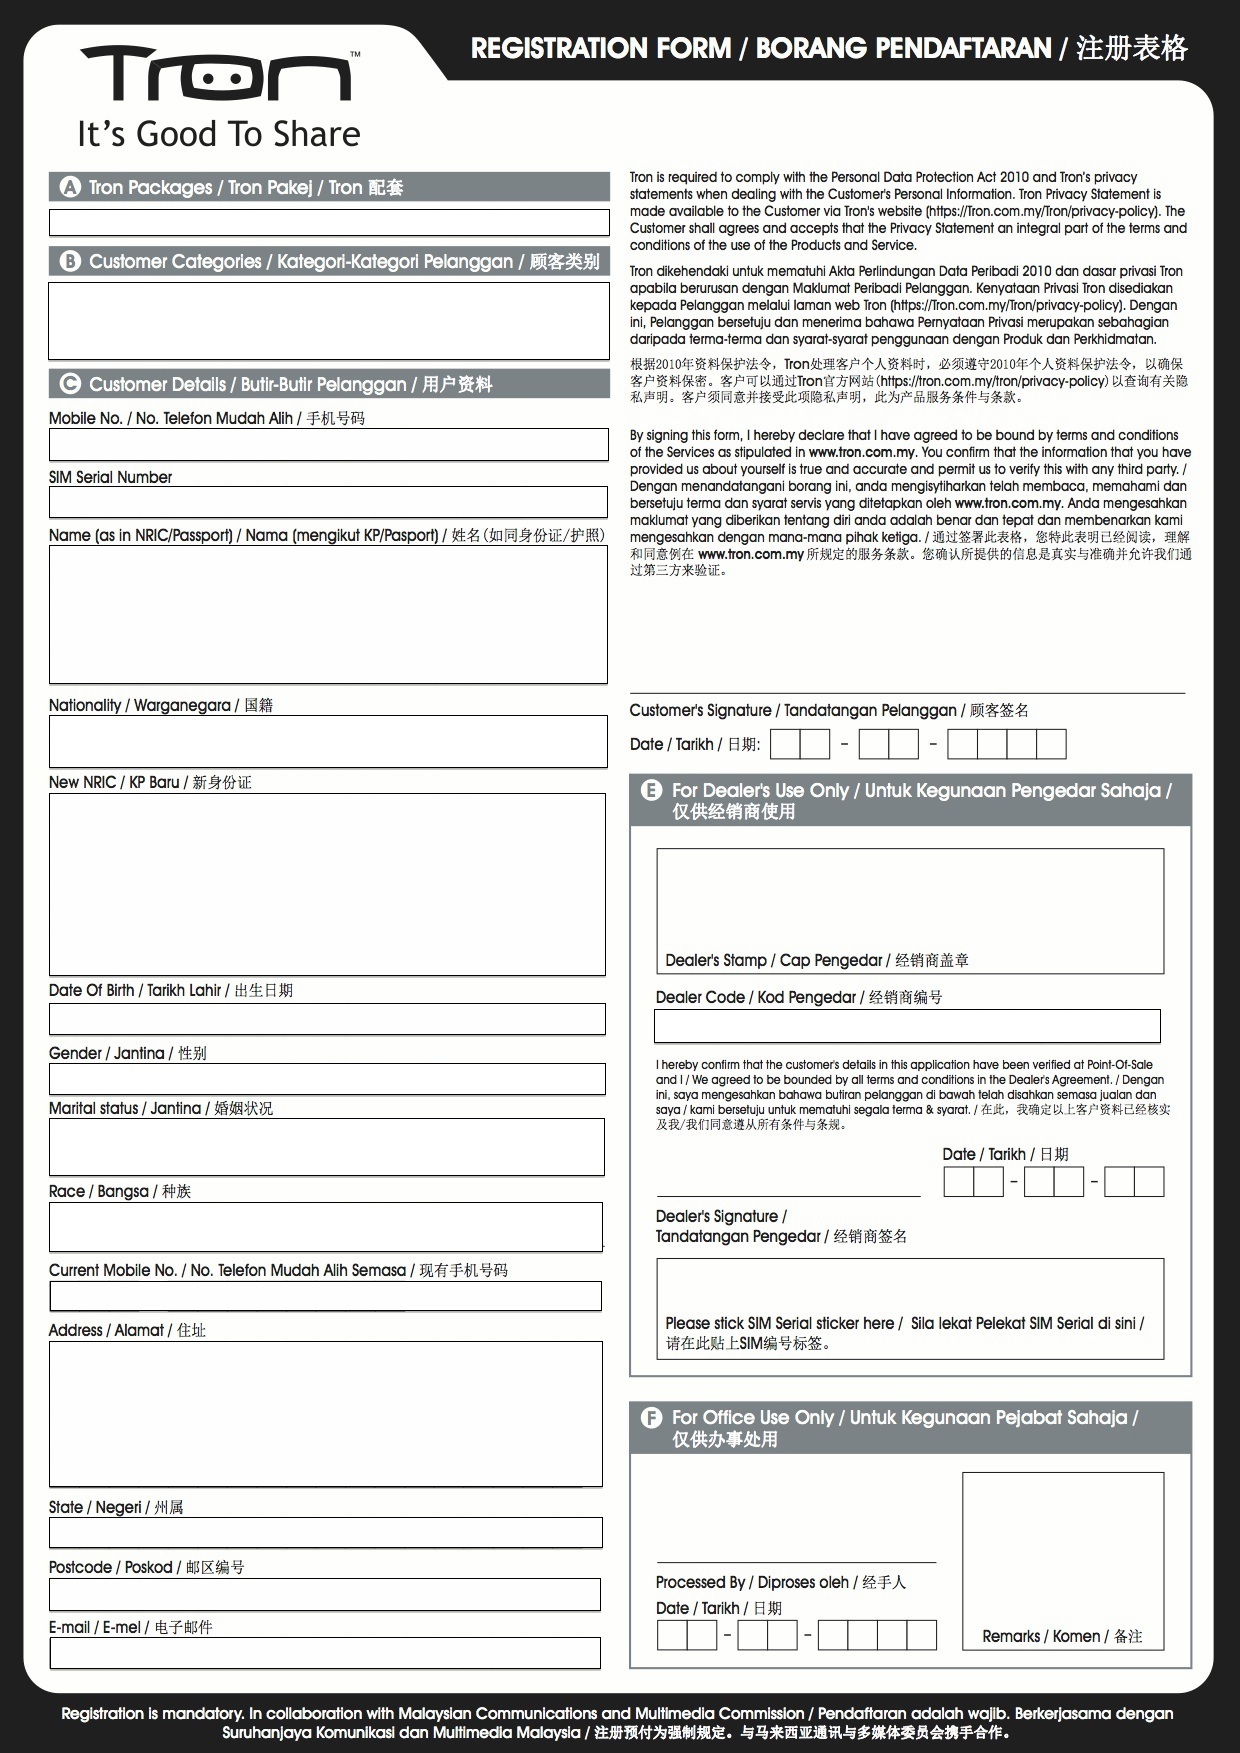 Tron™
It's Good To Share
REGISTRATION FORM / BORANG PENDAFTARAN / 注册表格
A Tron Packages / Tron Pakej / Tron 配套
B Customer Categories / Kategori-Kategori Pelanggan / 顾客类别
C Customer Details / Butir-Butir Pelanggan / 用户资料
Mobile No. / No. Telefon Mudah Alih / 手机号码
SIM Serial Number
Name (as in NRIC/Passport) / Nama (mengikut KP/Pasport) / 姓名(如同身份证/护照)
Nationality / Warganegara / 国籍
New NRIC / KP Baru / 新身份证
Date Of Birth / Tarikh Lahir / 出生日期
Gender / Jantina / 性别
Marital status / Jantina / 婚姻状况
Race / Bangsa / 种族
Current Mobile No. / No. Telefon Mudah Alih Semasa / 现有手机号码
Address / Alamat / 住址
State / Negeri / 州属
Postcode / Poskod / 邮区编号
E-mail / E-mel / 电子邮件
Tron is required to comply with the Personal Data Protection Act 2010 and Tron's privacy
statements when dealing with the Customer's Personal Information. Tron Privacy Statement is
made available to the Customer via Tron's website (https://Tron.com.my/Tron/privacy-policy). The
Customer shall agrees and accepts that the Privacy Statement an integral part of the terms and
conditions of the use of the Products and Service.
Tron dikehendaki untuk mematuhi Akta Perlindungan Data Peribadi 2010 dan dasar privasi Tron
apabila berurusan dengan Maklumat Peribadi Pelanggan. Kenyataan Privasi Tron disediakan
kepada Pelanggan melalui laman web Tron (https://Tron.com.my/Tron/privacy-policy). Dengan
ini, Pelanggan bersetuju dan menerima bahawa Pernyataan Privasi merupakan sebahagian
daripada terma-terma dan syarat-syarat penggunaan dengan Produk dan Perkhidmatan.
根据2010年资料保护法令，Tron处理客户个人资料时，必须遵守2010年个人资料保护法令，以确保
客户资料保密。客户可以通过Tron官方网站(https://tron.com.my/tron/privacy-policy)以查询有关隐
私声明。客户须同意并接受此项隐私声明，此为产品服务条件与条款。
By signing this form, I hereby declare that I have agreed to be bound by terms and conditions
of the Services as stipulated in www.tron.com.my. You confirm that the information that you have
provided us about yourself is true and accurate and permit us to verify this with any third party. /
Dengan menandatangani borang ini, anda mengisytiharkan telah membaca, memahami dan
bersetuju terma dan syarat servis yang ditetapkan oleh www.tron.com.my. Anda mengesahkan
maklumat yang diberikan tentang diri anda adalah benar dan tepat dan membenarkan kami
mengesahkan dengan mana-mana pihak ketiga. / 通过签署此表格，您特此表明已经阅读，理解
和同意例在 www.tron.com.my 所规定的服务条款。您确认所提供的信息是真实与准确并允许我们通
过第三方来验证。
Customer's Signature / Tandatangan Pelanggan / 顾客签名
Date / Tarikh / 日期: - -
E For Dealer's Use Only / Untuk Kegunaan Pengedar Sahaja /
仅供经销商使用
Dealer's Stamp / Cap Pengedar / 经销商盖章
Dealer Code / Kod Pengedar / 经销商编号
I hereby confirm that the customer's details in this application have been verified at Point-Of-Sale
and I / We agreed to be bounded by all terms and conditions in the Dealer's Agreement. / Dengan
ini, saya mengesahkan bahawa butiran pelanggan di bawah telah disahkan semasa jualan dan
saya / kami bersetuju untuk mematuhi segala terma & syarat. / 在此，我确定以上客户资料已经核实
及我/我们同意遵从所有条件与条规。
Date / Tarikh / 日期
- -
Dealer's Signature /
Tandatangan Pengedar / 经销商签名
Please stick SIM Serial sticker here / Sila lekat Pelekat SIM Serial di sini /
请在此贴上SIM编号标签。
F For Office Use Only / Untuk Kegunaan Pejabat Sahaja /
仅供办事处用
Processed By / Diproses oleh / 经手人
Date / Tarikh / 日期
- -
Remarks / Komen / 备注
Registration is mandatory. In collaboration with Malaysian Communications and Multimedia Commission / Pendaftaran adalah wajib. Berkerjasama dengan
Suruhanjaya Komunikasi dan Multimedia Malaysia / 注册预付为强制规定。与马来西亚通讯与多媒体委员会携手合作。